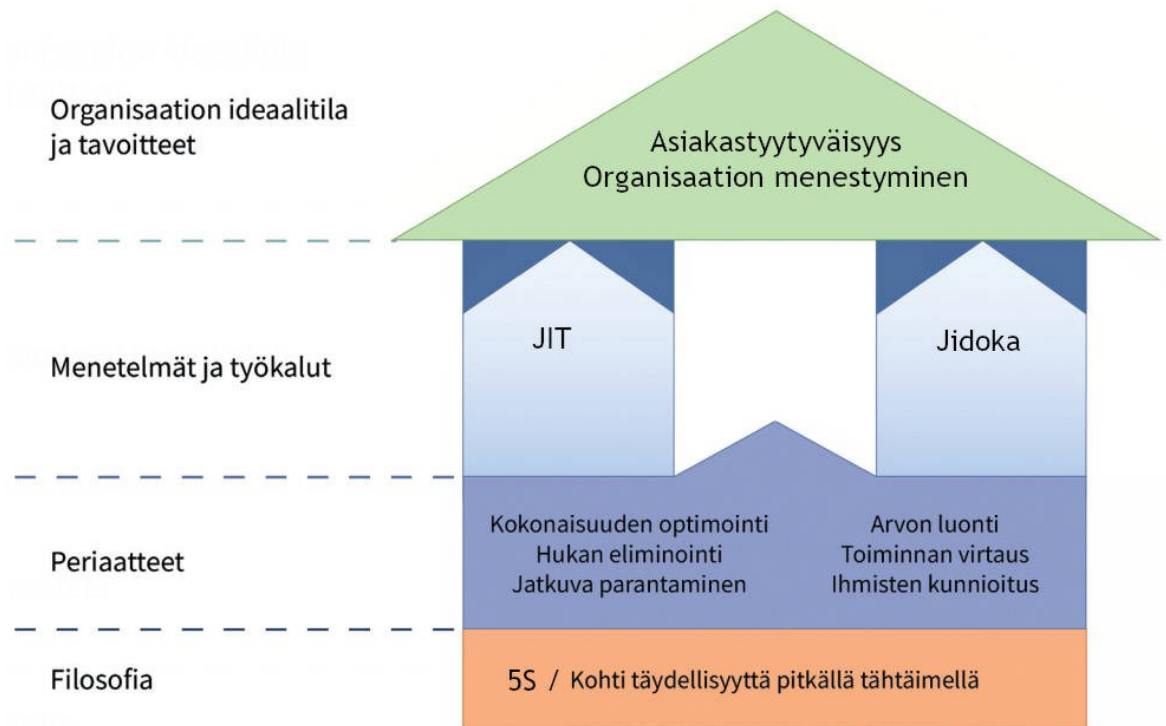 Organisaation ideaalitila
ja tavoitteet
Asiakastyytyväisyys
Organisaation menestyminen
Menetelmät ja työkalut
JIT
Jidoka
Periaatteet
Kokonaisuuden optimointi
Hukan eliminointi
Jatkuva parantaminen
Arvon luonti
Toiminnan virtaus
Ihmisten kunnioitus
Filosofia
5S / Kohti täydellisyyttä pitkällä tähtäimellä